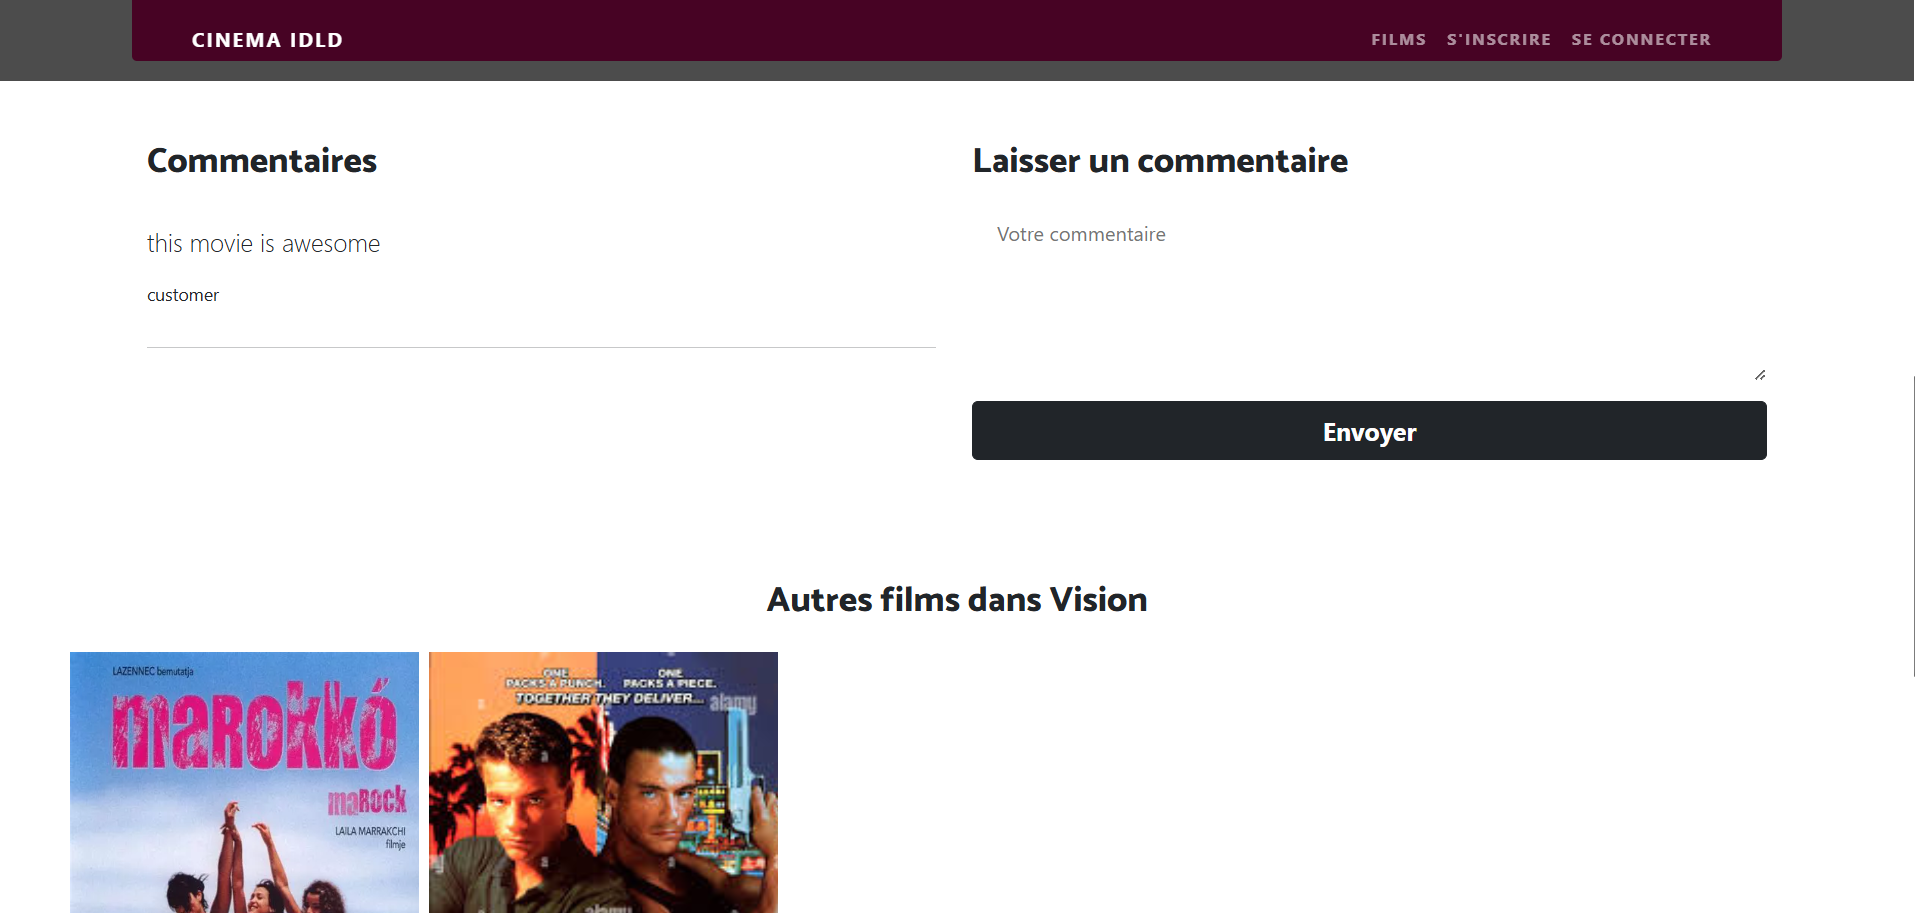 CINEMA IDLD
FILMS S'INSCRIRE SE CONNECTER
Commentaires
this movie is awesome
customer
Laisser un commentaire
Votre commentaire
Envoyer
Autres films dans Vision
LAZENNEC bemutatja
maRokkó
maRock
LAILA MARRAKCHI
filmje
ONE PACKS A PUNCH.
ONE PACKS A PIECE.
TOGETHER THEY DELIVER...
alamy
a
a
a
a
alamy
a
a
alamy